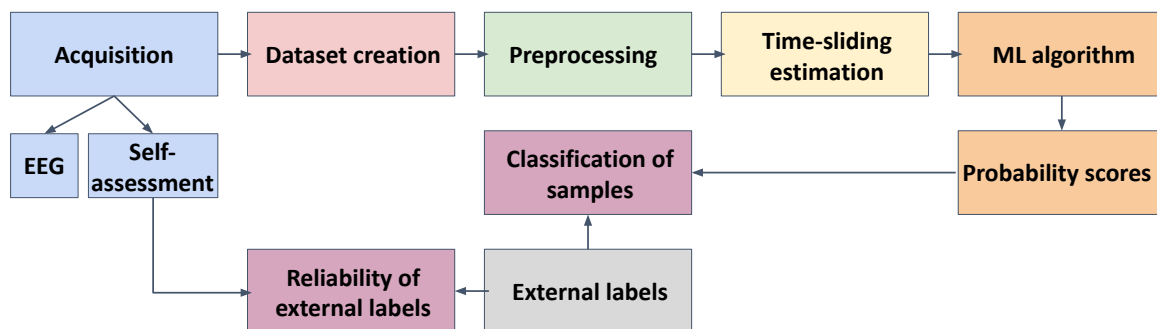 Acquisition
Dataset creation
Preprocessing
Time-sliding
estimation
ML algorithm
EEG
Self-
assessment
Classification of
samples
Probability scores
Reliability of
external labels
External labels